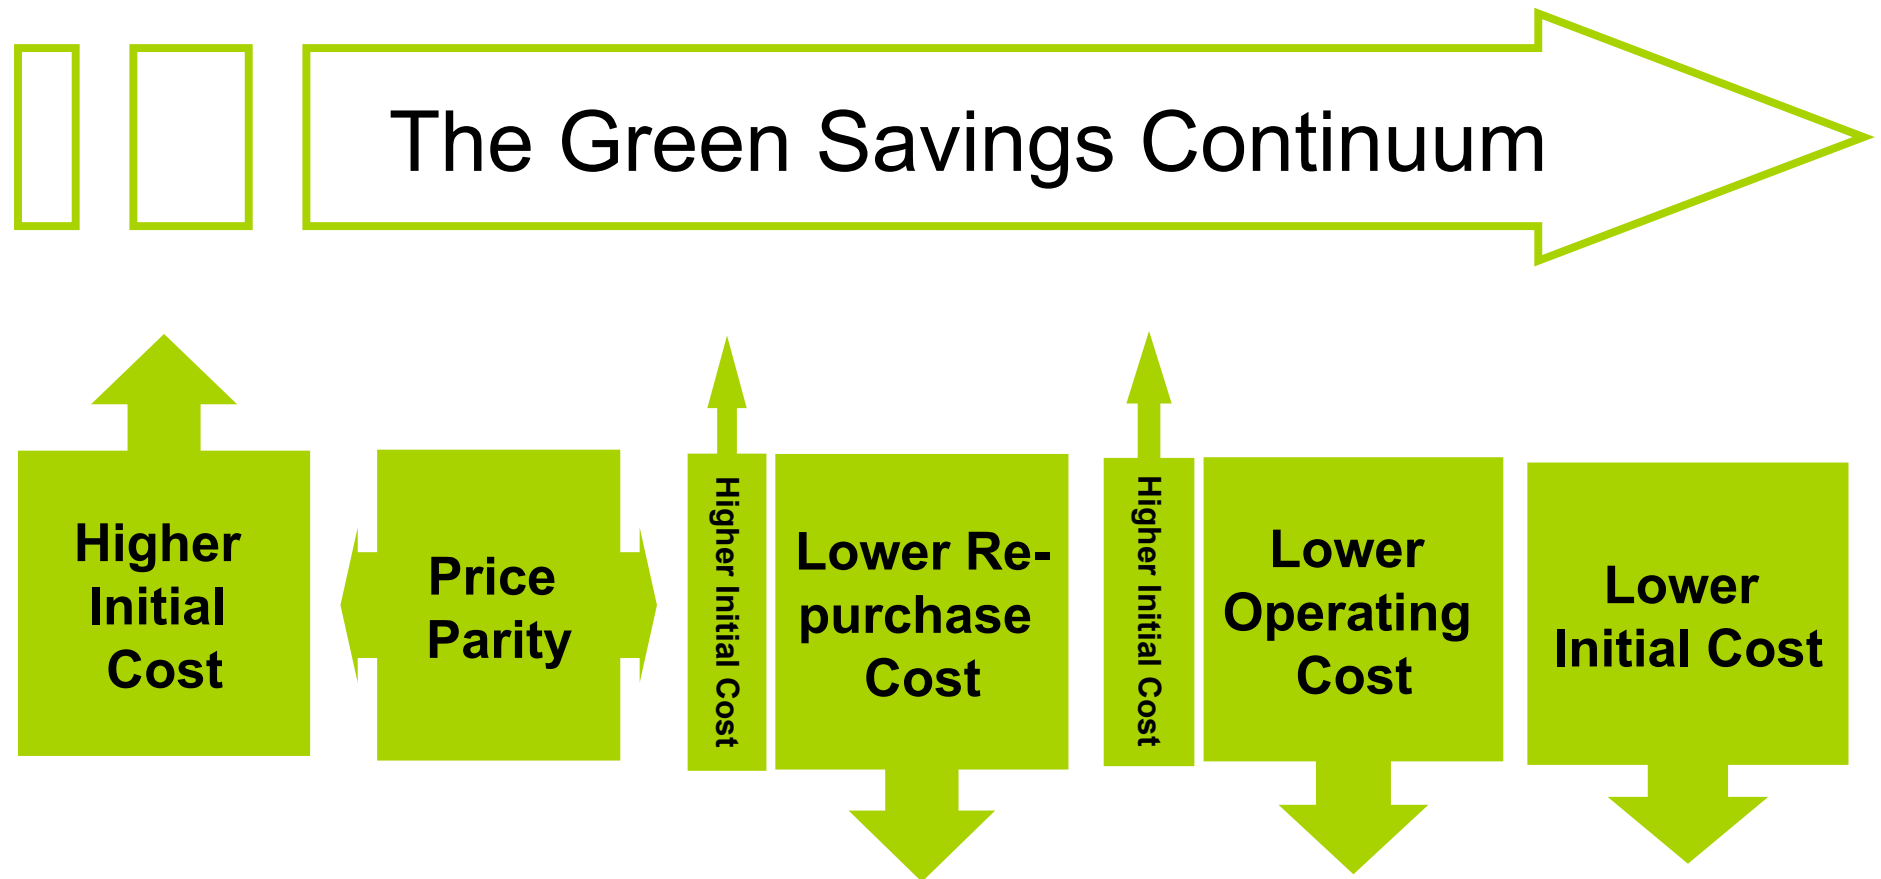 The Green Savings Continuum
Higher
Initial
Cost
Price
Parity
Higher Initial Cost
Lower Re-
purchase
Cost
Higher Initial Cost
Lower
Operating
Cost
Lower
Initial Cost